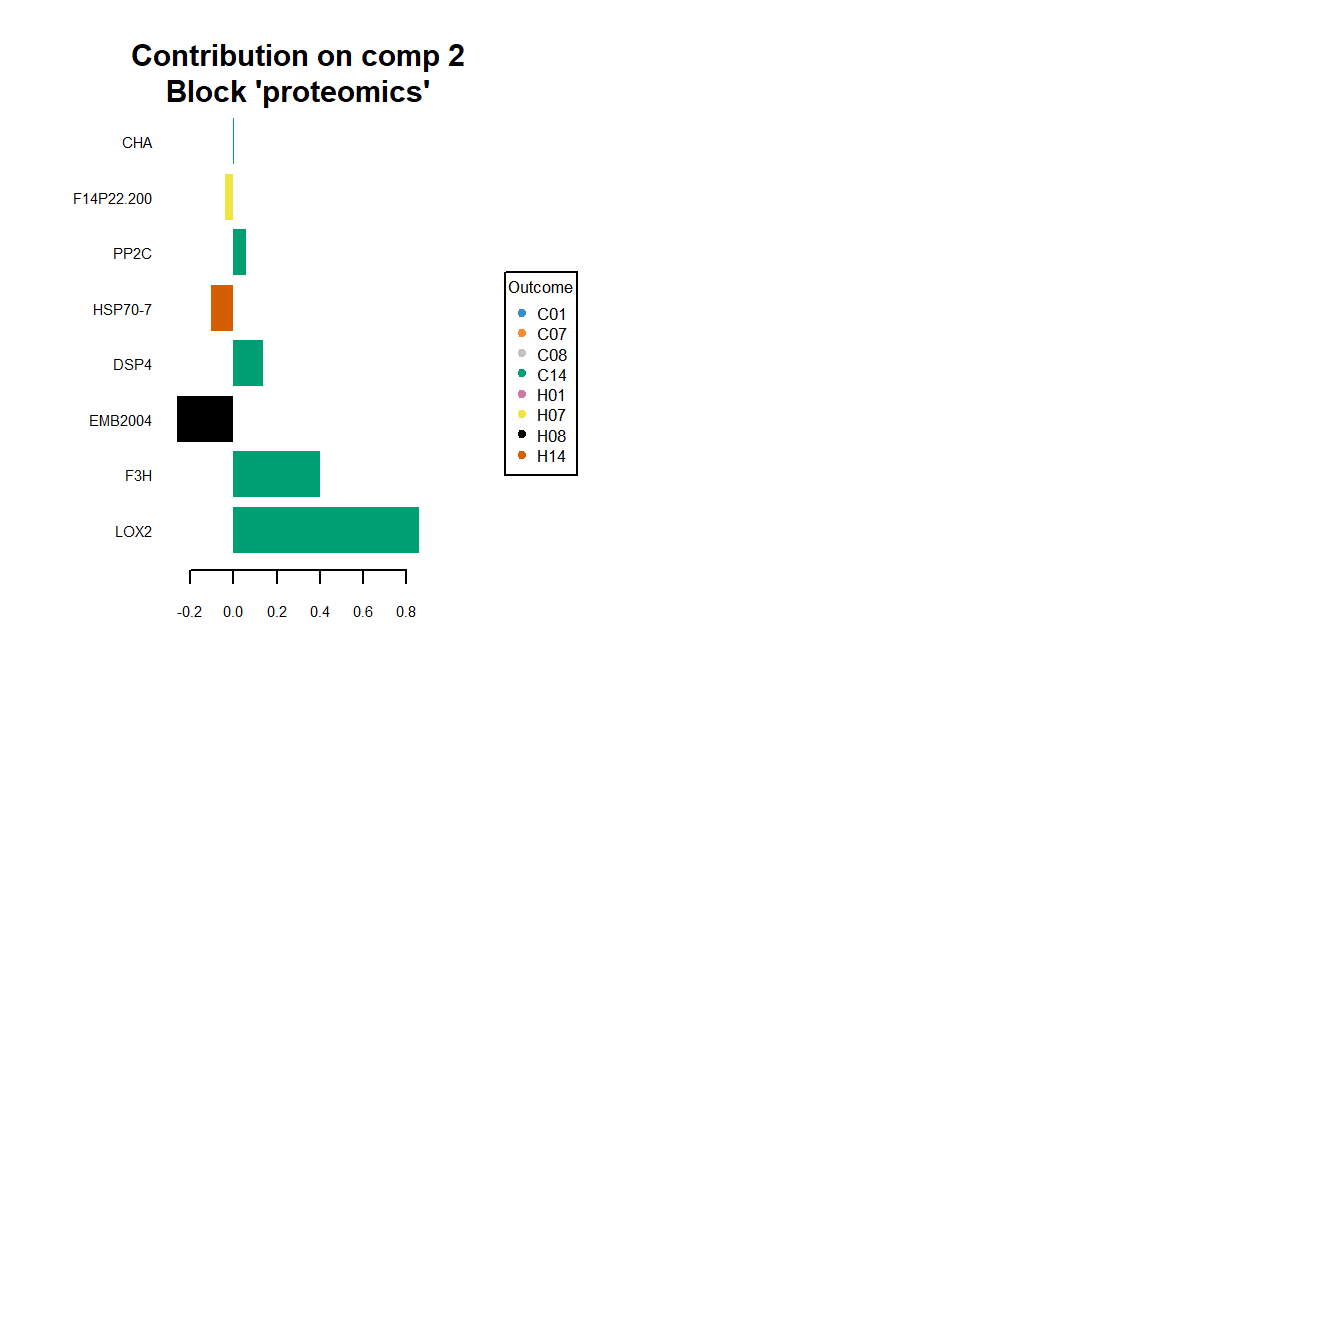 Contribution on comp 2
Block 'proteomics'
CHA
F14P22.200
PP2C
HSP70-7
DSP4
EMB2004
F3H
LOX2
-0.2 0.0 0.2 0.4 0.6 0.8
Outcome
C01
C07
C08
C14
H01
H07
H08
H14